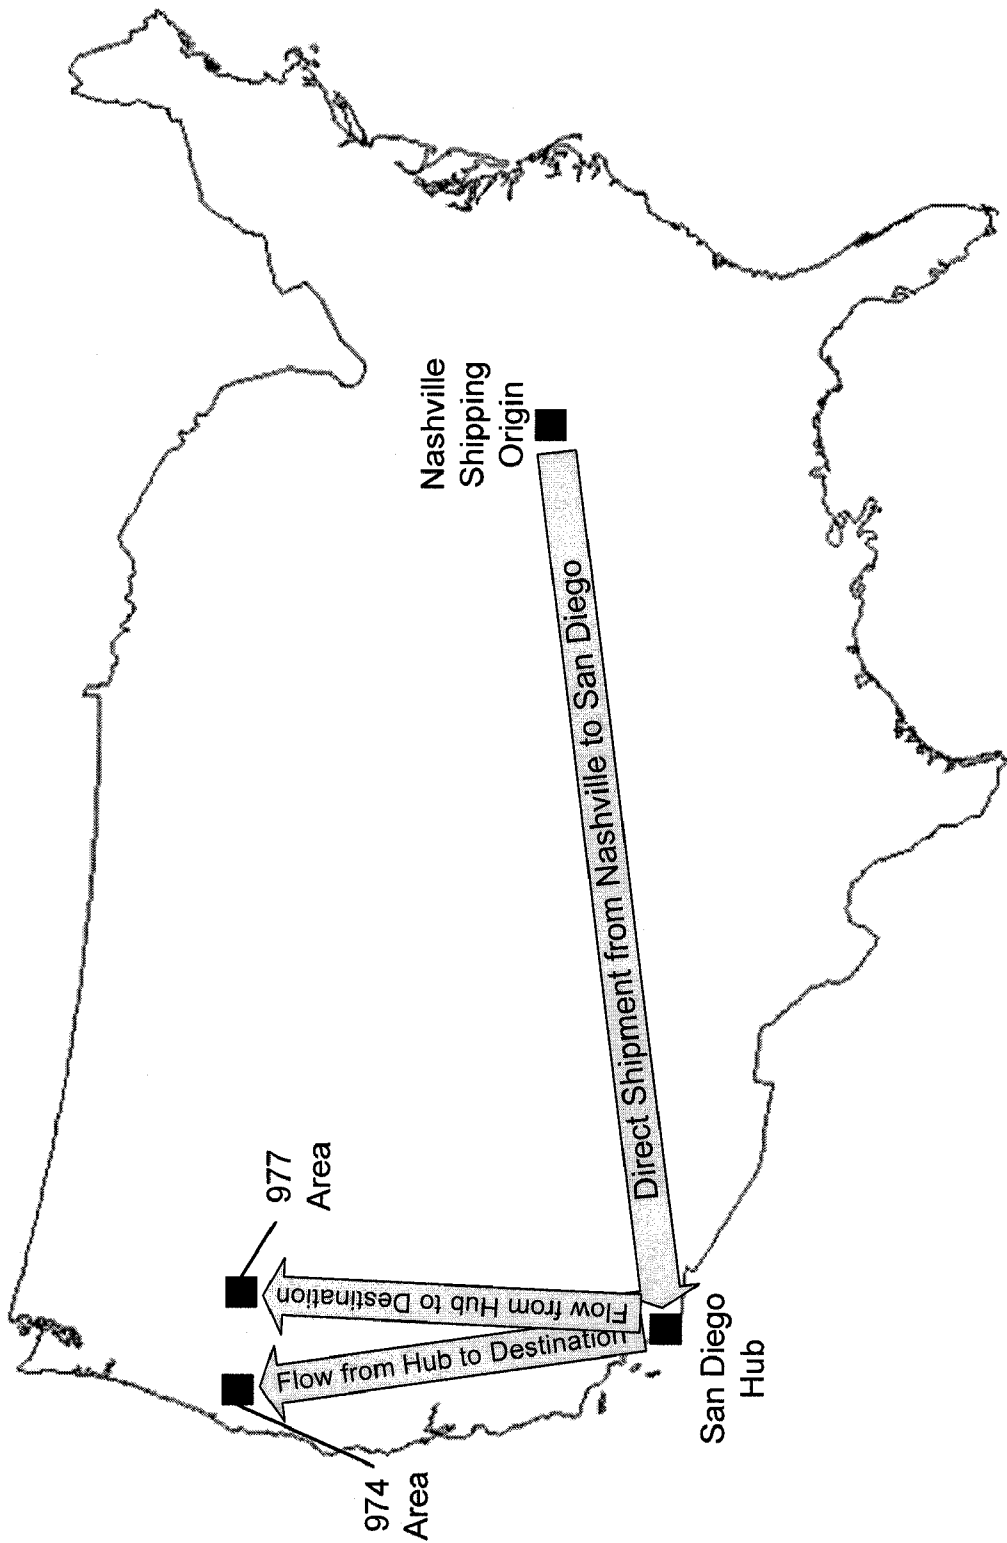 977
Area
974
Area
Flow from Hub to Destination
Flow from Hub to Destination
Nashville
Shipping
Origin
Direct Shipment from Nashville to San Diego
San Diego
Hub